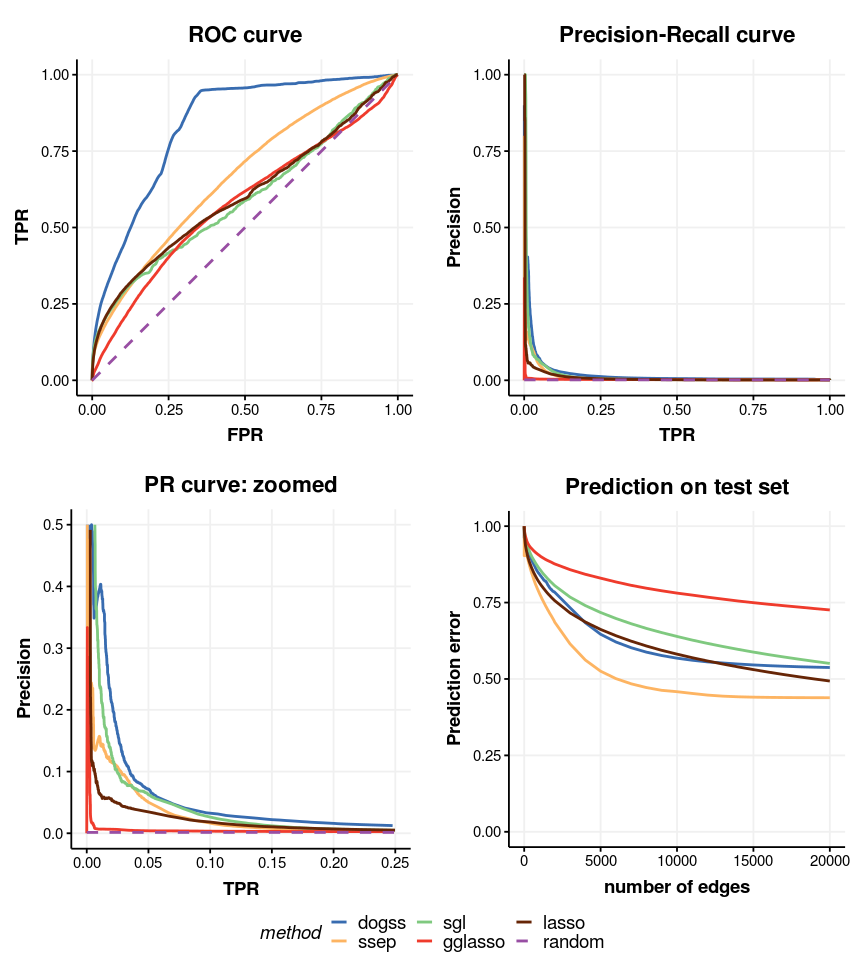 ROC curve
1.00
0.75
0.50
0.25
0.00
TPR
0.00 0.25 0.50 0.75 1.00
FPR
Precision-Recall curve
1.00
0.75
0.50
0.25
0.00
Precision
0.00 0.25 0.50 0.75 1.00
TPR
PR curve: zoomed
0.5
0.4
0.3
0.2
0.1
0.0
Precision
0.00 0.05 0.10 0.15 0.20 0.25
TPR
Prediction on test set
1.00
0.75
0.50
0.25
0.00
Prediction error
0 5000 10000 15000 20000
number of edges
method dogss sgl lasso
ssep gglasso random